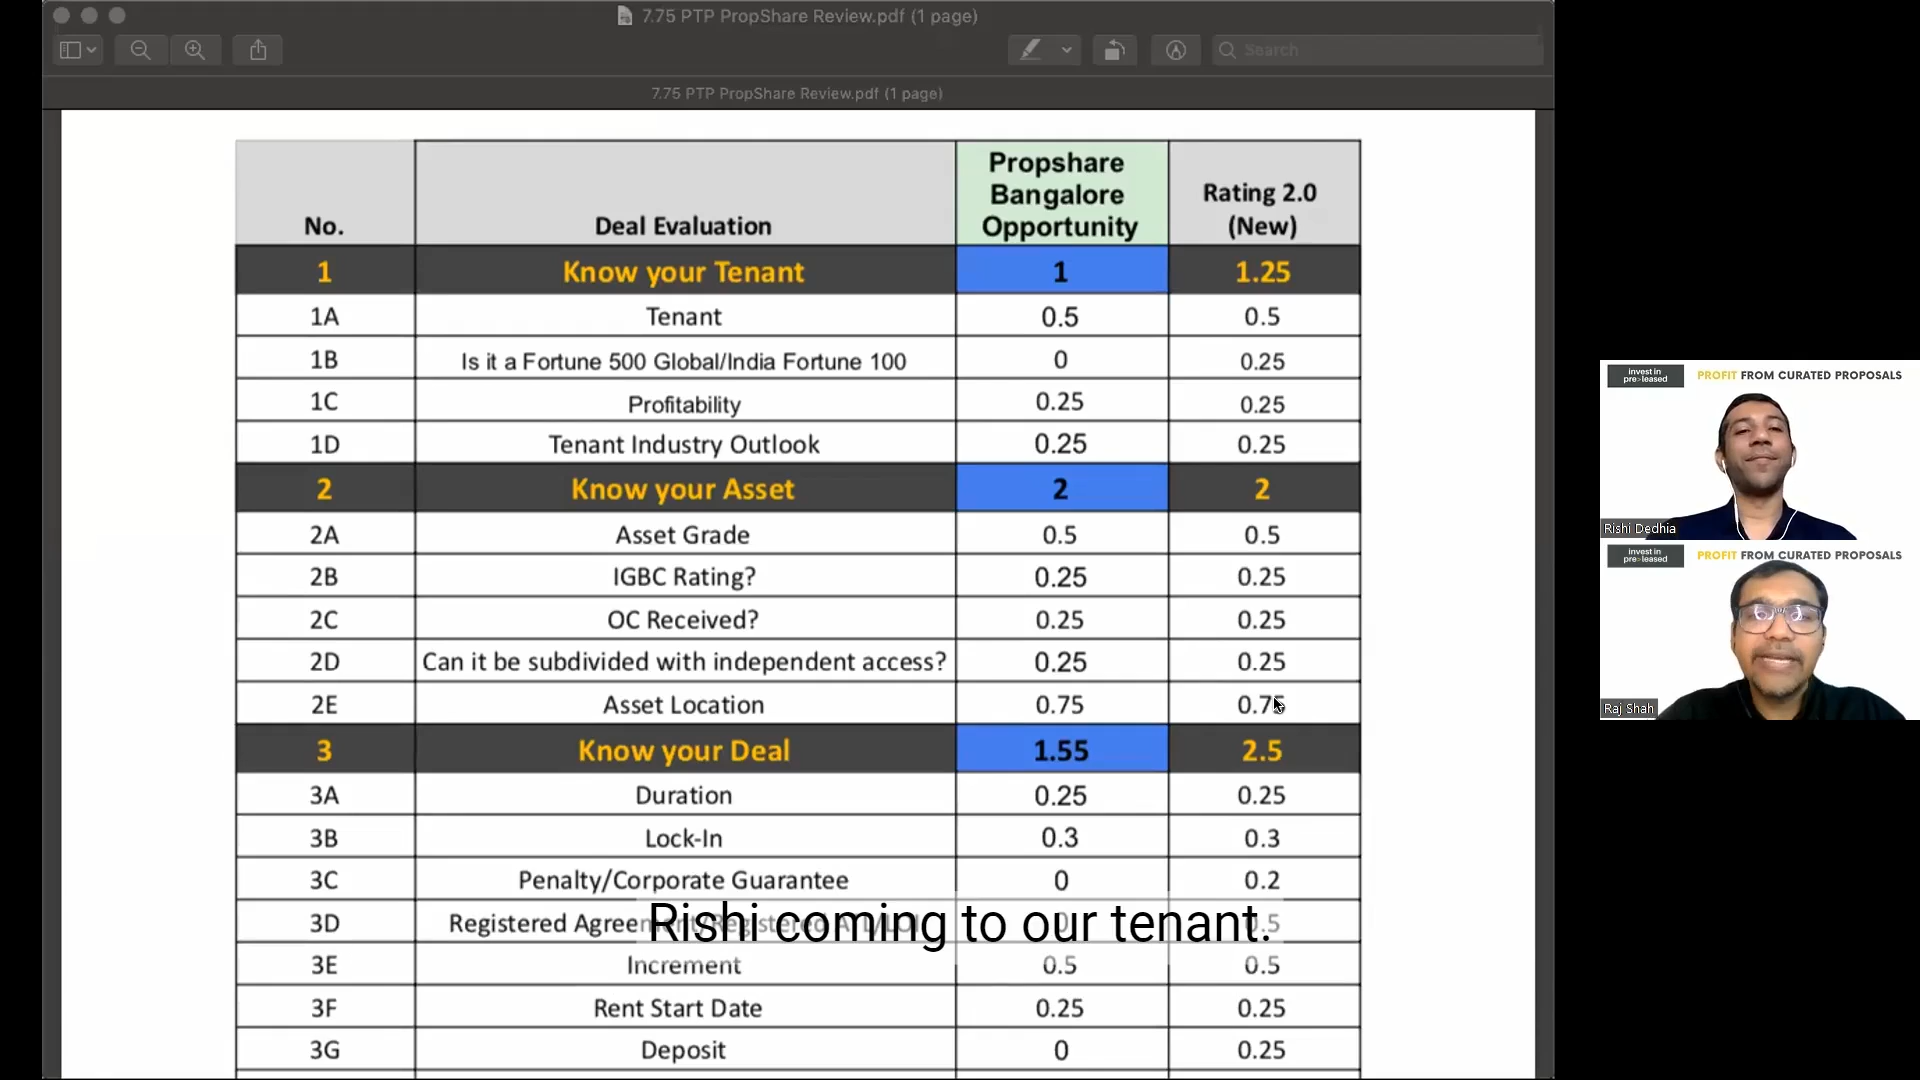 7.75 PTP PropShare Review.pdf (1 page)
Search
7.75 PTP PropShare Review.pdf (1 page)
No. Deal Evaluation Propshare Bangalore Opportunity Rating 2.0 (New)
1 Know your Tenant 1 1.25
1A Tenant 0.5 0.5
1B Is it a Fortune 500 Global/India Fortune 100 0 0.25
1C Profitability 0.25 0.25
1D Tenant Industry Outlook 0.25 0.25
2 Know your Asset 2 2
2A Asset Grade 0.5 0.5
2B IGBC Rating? 0.25 0.25
2C OC Received? 0.25 0.25
2D Can it be subdivided with independent access? 0.25 0.25
2E Asset Location 0.75 0.75
3 Know your Deal 1.55 2.5
3A Duration 0.25 0.25
3B Lock-In 0.3 0.3
3C Penalty/Corporate Guarantee 0 0.2
3D Registered Agreement/Registered 0 0.5
Rishi coming to our tenant.
3E Increment 0.5 0.5
3F Rent Start Date 0.25 0.25
3G Deposit 0 0.25
invest in
pre-leased
PROFIT FROM CURATED PROPOSALS
Rishi Dedhia
invest in
pre-leased
PROFIT FROM CURATED PROPOSALS
Raj Shah